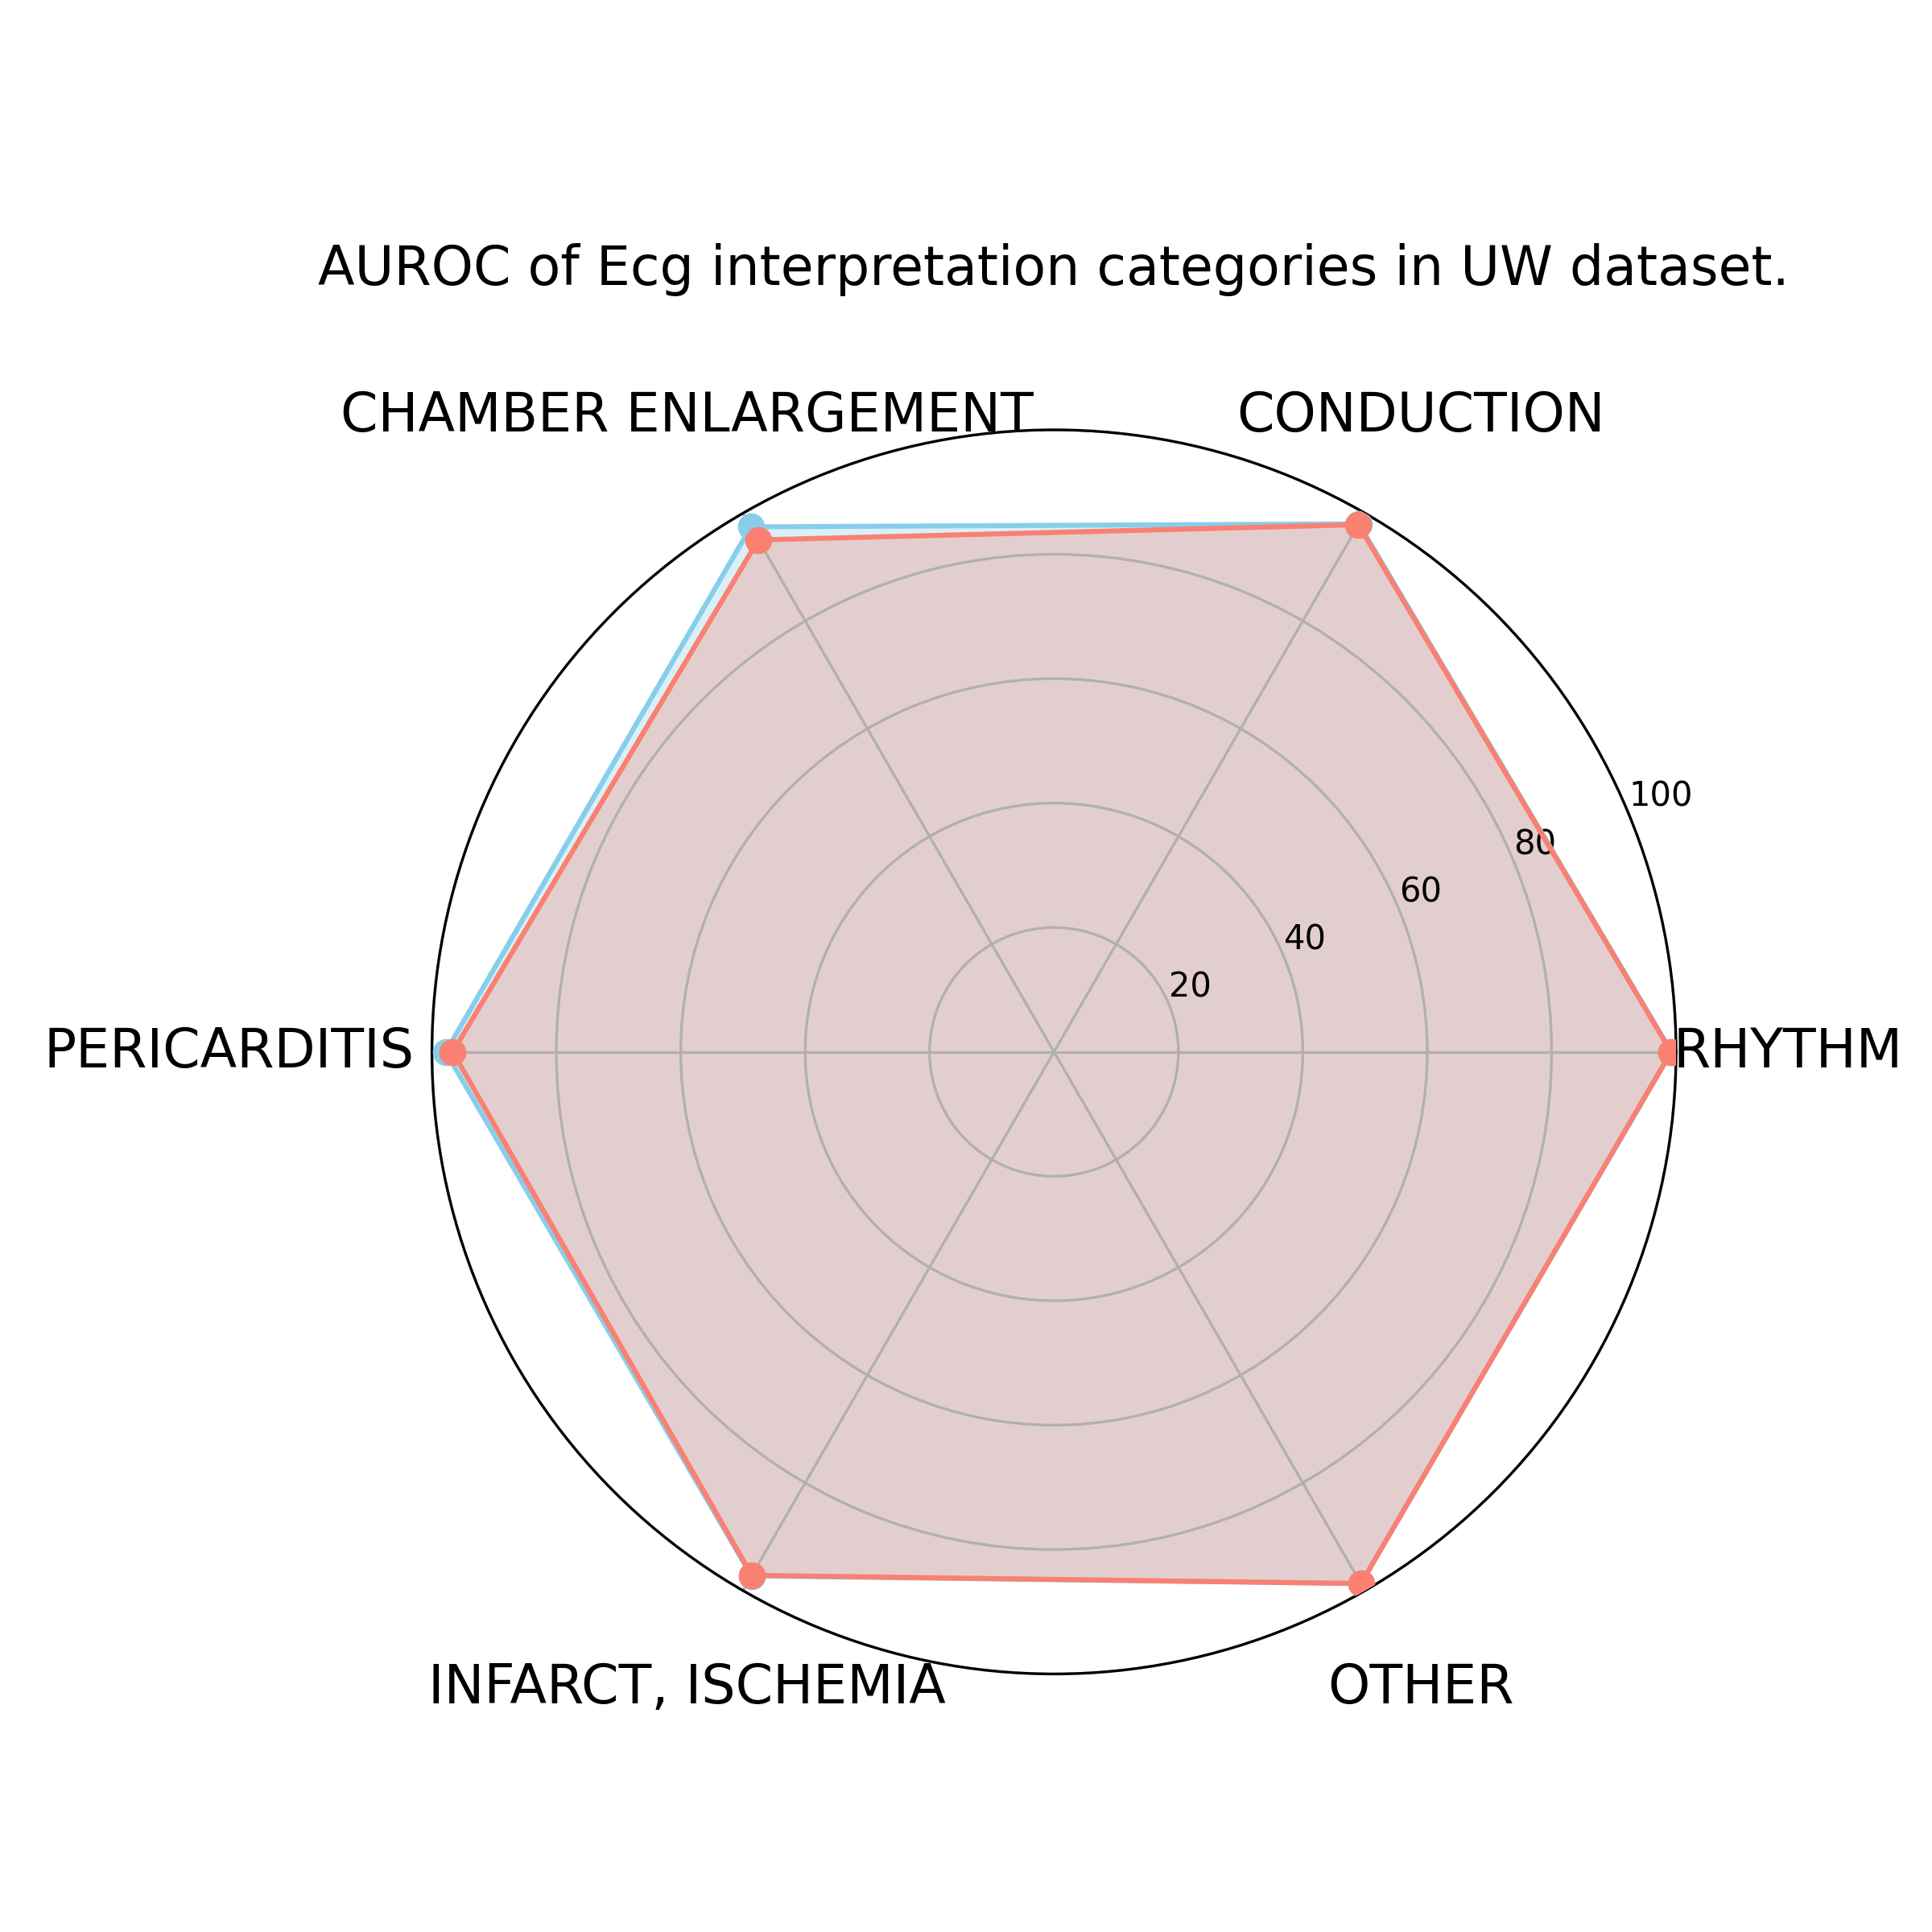 AUROC of Ecg interpretation categories in UW dataset.
CHAMBER ENLARGEMENT
CONDUCTION
100
80
60
40
20
PERICARDITIS
RHYTHM
INFARCT, ISCHEMIA
OTHER